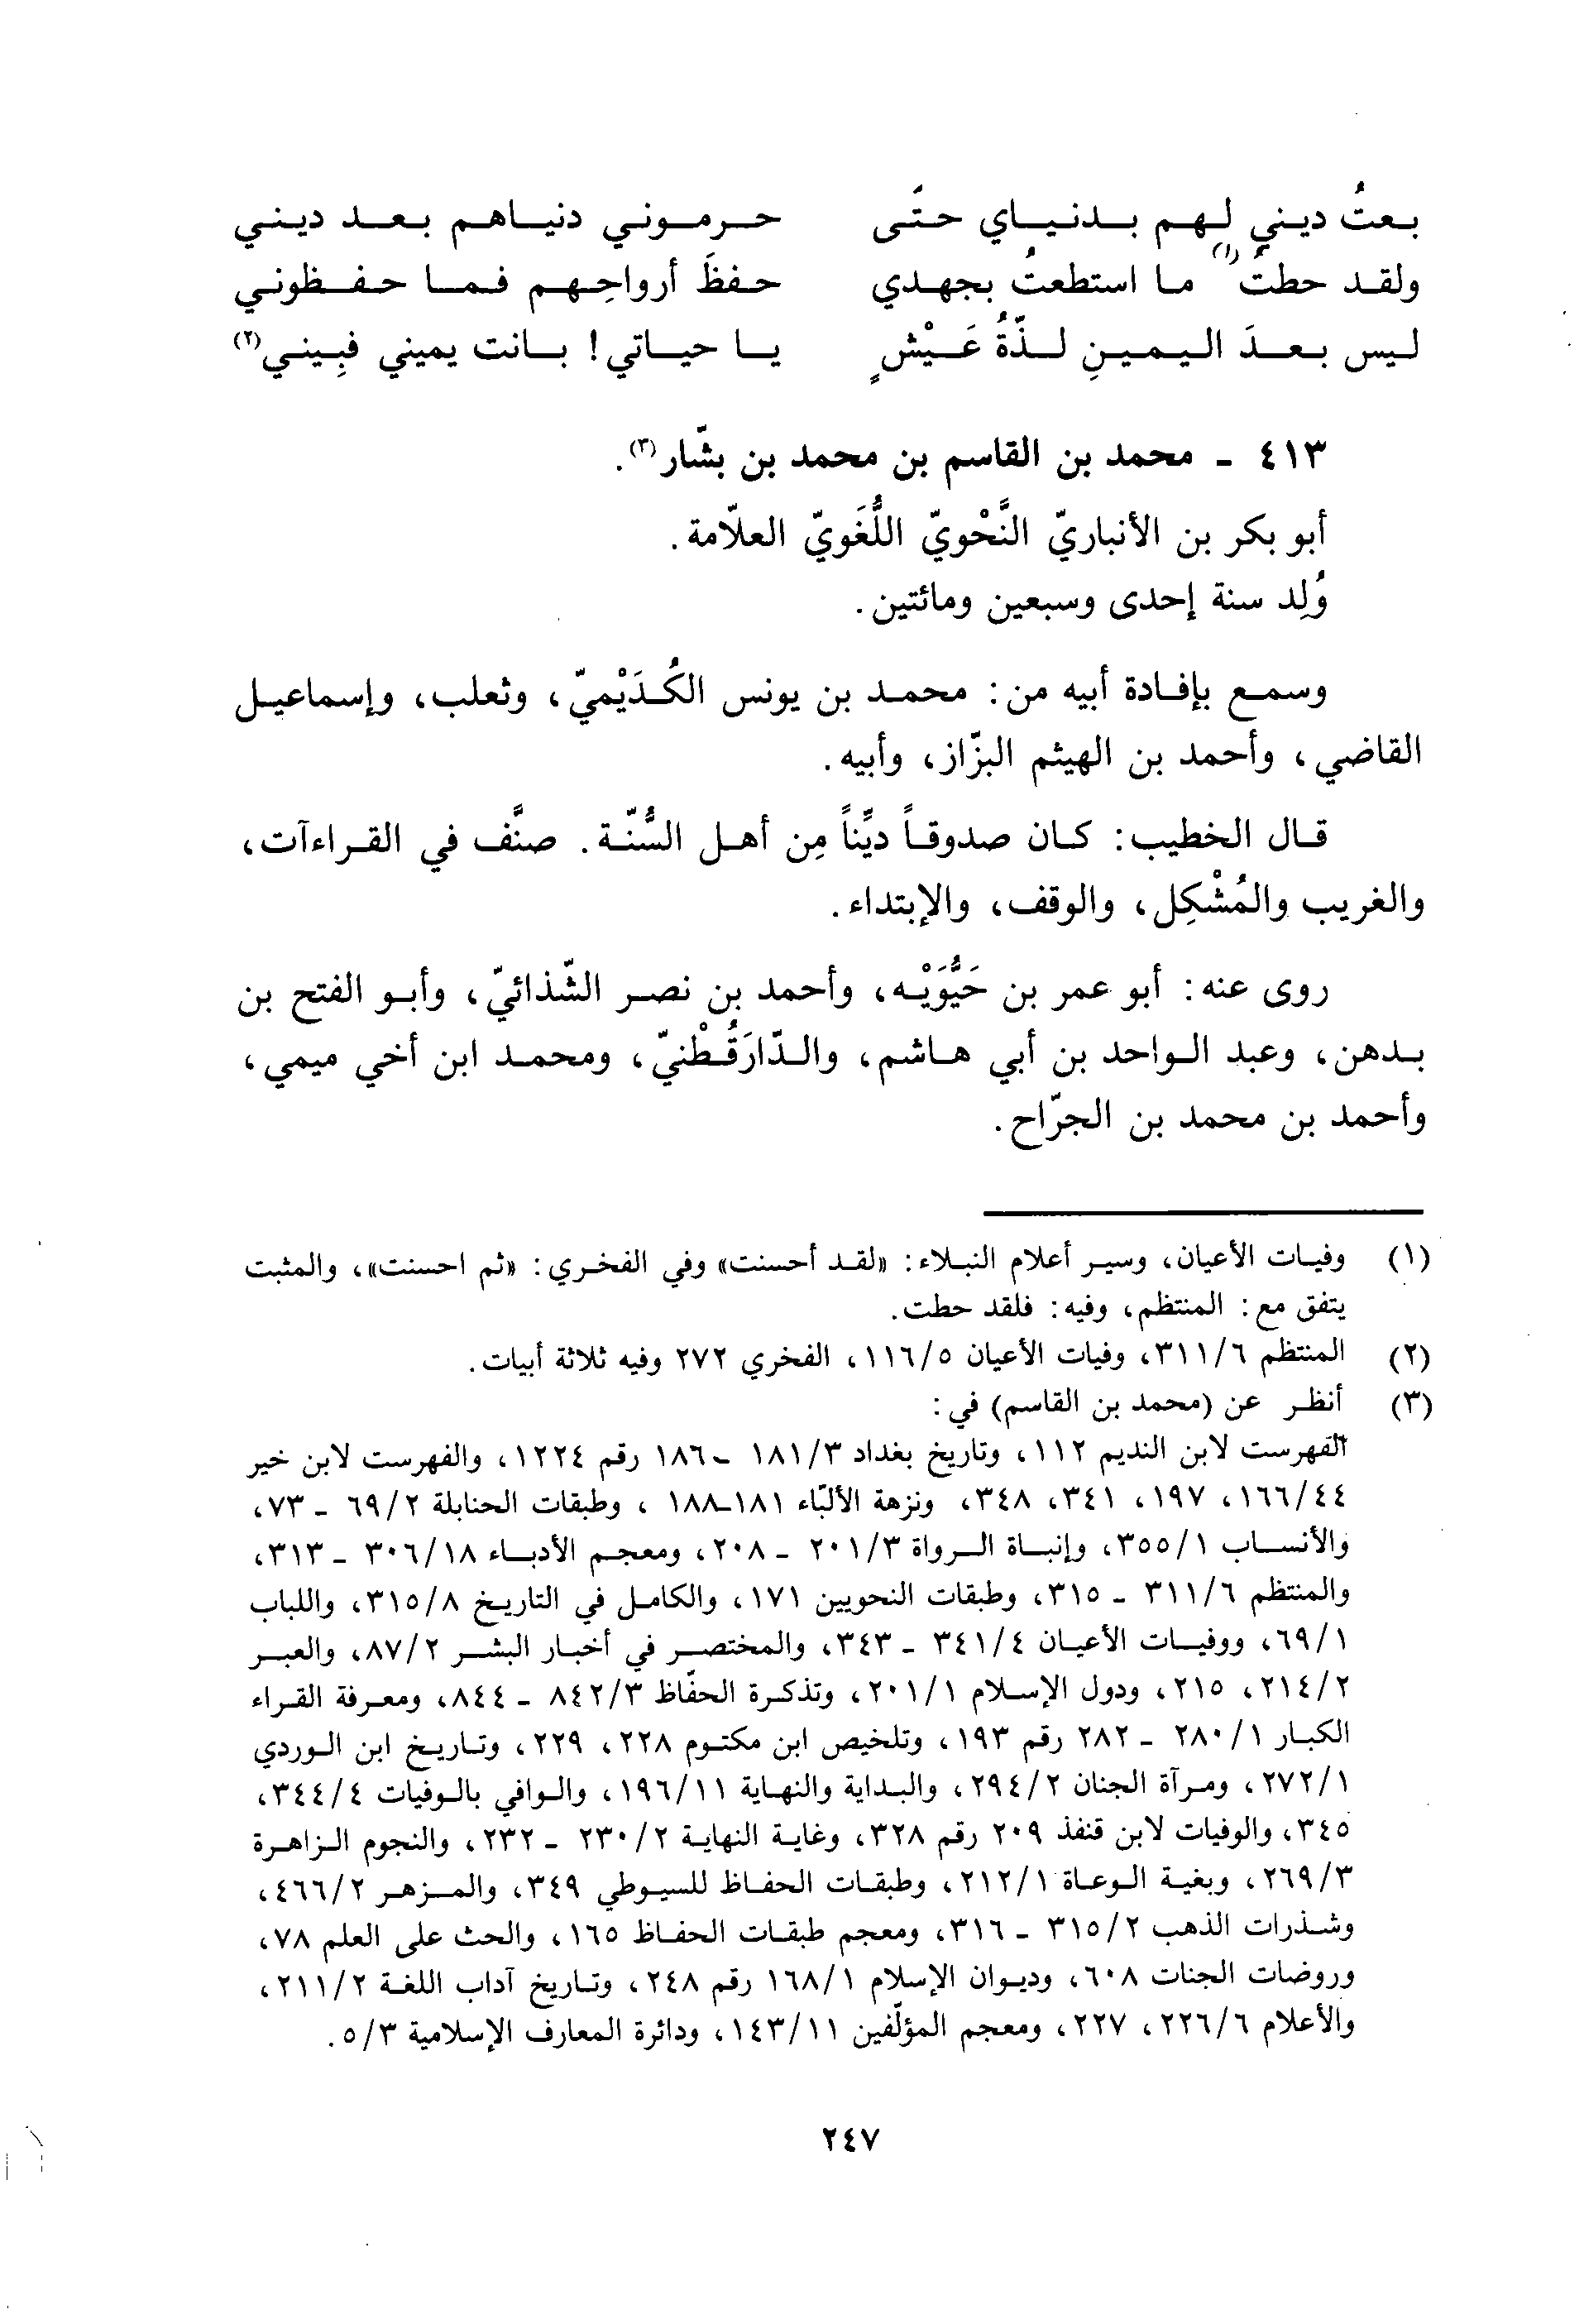 بعتُ ديني لهم بدنياي حتّى حرموني دنياهم بعد ديني
ولقد حطتُ(١) ما استطعتُ بجهدي حفظَ أرواحِهم فما حفظوني
ليس بعدَ اليمينِ لذّةُ عَيْشٍ يا حياتي! بانت يميني فبِيني(٢)
٤١٣ - محمد بن القاسم بن محمد بن بشّار(٣).
أبو بكر بن الأنباريّ النَّحْويّ اللُّغَويّ العلّامة.
وُلِد سنة إحدى وسبعين ومائتين.
وسمع بإفادة أبيه من: محمد بن يونس الكُدَيْميّ، وثعلب، وإسماعيل
القاضي، وأحمد بن الهيثم البزّاز، وأبيه.
قال الخطيب: كان صدوقاً ديِّناً مِن أهل السُّنّة. صنَّف في القراءآت،
والغريب والمُشْكِل، والوقف، والإبتداء.
روى عنه: أبو عمر بن حَيُّوَيْه، وأحمد بن نصر الشّذائيّ، وأبو الفتح بن
بدهن، وعبد الواحد بن أبي هاشم، والدّارَقُطْنيّ، ومحمد ابن أخي ميمي،
وأحمد بن محمد بن الجرّاح.
(١) وفيات الأعيان، وسير أعلام النبلاء: «لقد أحسنت» وفي الفخري: «ثم احسنت»، والمثبت
يتفق مع: المنتظم، وفيه: فلقد حطت.
(٢) المنتظم ٣١١/٦، وفيات الأعيان ١١٦/٥، الفخري ٢٧٢ وفيه ثلاثة أبيات.
(٣) أنظر عن (محمد بن القاسم) في:
الفهرست لابن النديم ١١٢، وتاريخ بغداد ١٨١/٣ - ١٨٦ رقم ١٢٢٤، والفهرست لابن خير
١٦٦/٤٤، ١٩٧، ٣٤١، ٣٤٨، ونزهة الألبّاء ١٨١-١٨٨، وطبقات الحنابلة ٦٩/٢ - ٧٣،
والأنساب ٣٥٥/١، وإنباة الرواة ٢٠١/٣ - ٢٠٨، ومعجم الأدباء ٣٠٦/١٨ - ٣١٣،
والمنتظم ٣١١/٦ - ٣١٥، وطبقات النحويين ١٧١، والكامل في التاريخ ٣١٥/٨، واللباب
٦٩/١، ووفيات الأعيان ٣٤١/٤ - ٣٤٣، والمختصر في أخبار البشر ٨٧/٢، والعبر
٢١٤/٢، ٢١٥، ودول الإسلام ٢٠١/١، وتذكرة الحفّاظ ٨٤٢/٣ - ٨٤٤، ومعرفة القراء
الكبار ٢٨٠/١ - ٢٨٢ رقم ١٩٣، وتلخيص ابن مكتوم ٢٢٨، ٢٢٩، وتاريخ ابن الوردي
٢٧٢/١، ومرآة الجنان ٢٩٤/٢، والبداية والنهاية ١٩٦/١١، والوافي بالوفيات ٣٤٤/٤،
٣٤٥، والوفيات لابن قنفذ ٢٠٩ رقم ٣٢٨، وغاية النهاية ٢٣٠/٢ - ٢٣٢، والنجوم الزاهرة
٢٦٩/٣، وبغية الوعاة ٢١٢/١، وطبقات الحفاظ للسيوطي ٣٤٩، والمزهر ٤٦٦/٢،
وشذرات الذهب ٣١٥/٢ - ٣١٦، ومعجم طبقات الحفاظ ١٦٥، والحث على العلم ٧٨،
وروضات الجنات ٦٠٨، وديوان الإسلام ١٦٨/١ رقم ٢٤٨، وتاريخ آداب اللغة ٢١١/٢،
والأعلام ٢٢٦/٦، ٢٢٧، ومعجم المؤلّفين ١٤٣/١١، ودائرة المعارف الإسلامية ٥/٣.
٢٤٧